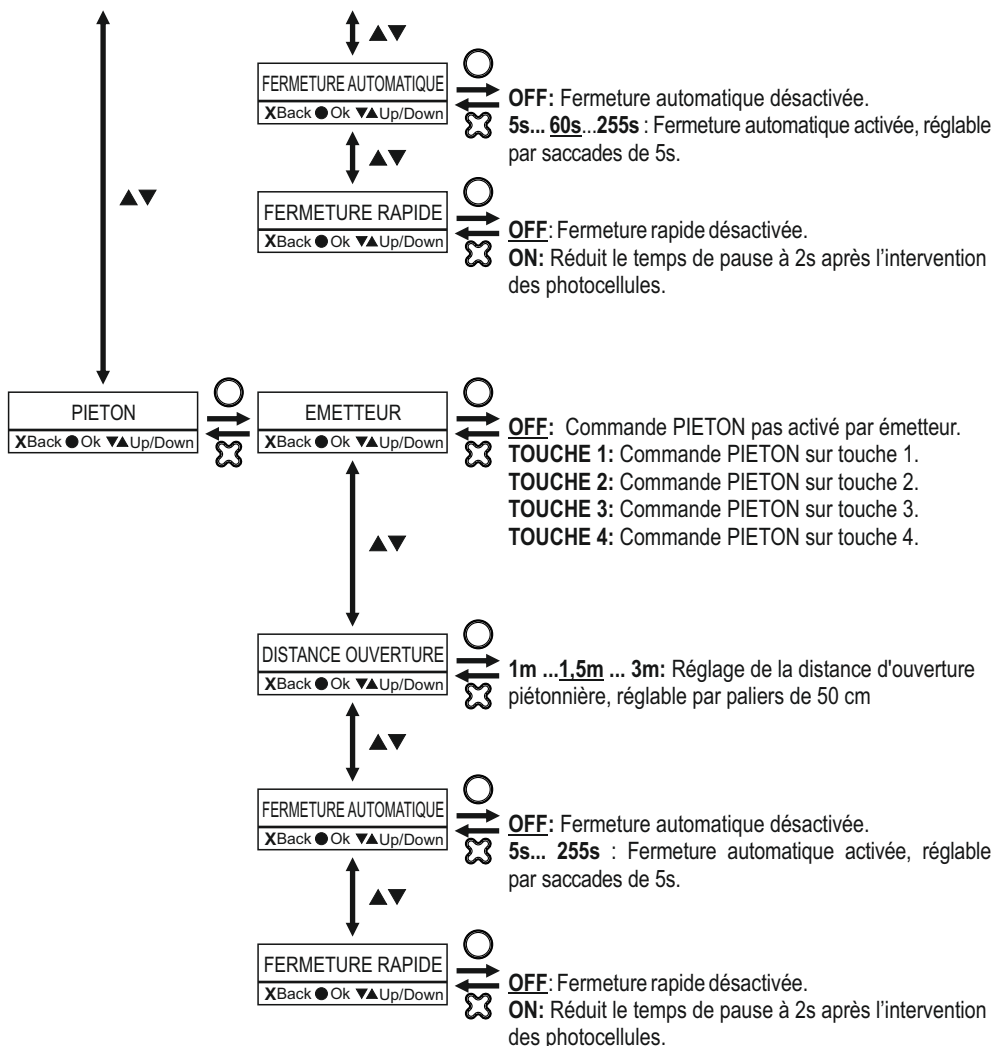 ▲▼
FERMETURE AUTOMATIQUE
XBack ● Ok ▼▲Up/Down
OFF: Fermeture automatique désactivée.
5s... 60s...255s : Fermeture automatique activée, réglable
par saccades de 5s.
▲▼
▲▼
FERMETURE RAPIDE
XBack ● Ok ▼▲Up/Down
OFF: Fermeture rapide désactivée.
ON: Réduit le temps de pause à 2s après l’intervention
des photocellules.
PIETON
XBack ● Ok ▼▲Up/Down
EMETTEUR
XBack ● Ok ▼▲Up/Down
OFF: Commande PIETON pas activé par émetteur.
TOUCHE 1: Commande PIETON sur touche 1.
TOUCHE 2: Commande PIETON sur touche 2.
TOUCHE 3: Commande PIETON sur touche 3.
TOUCHE 4: Commande PIETON sur touche 4.
▲▼
DISTANCE OUVERTURE
XBack ● Ok ▼▲Up/Down
1m ...1,5m ... 3m: Réglage de la distance d'ouverture
piétonnière, réglable par paliers de 50 cm
▲▼
FERMETURE AUTOMATIQUE
XBack ● Ok ▼▲Up/Down
OFF: Fermeture automatique désactivée.
5s... 255s : Fermeture automatique activée, réglable
par saccades de 5s.
▲▼
FERMETURE RAPIDE
XBack ● Ok ▼▲Up/Down
OFF: Fermeture rapide désactivée.
ON: Réduit le temps de pause à 2s après l’intervention
des photocellules.